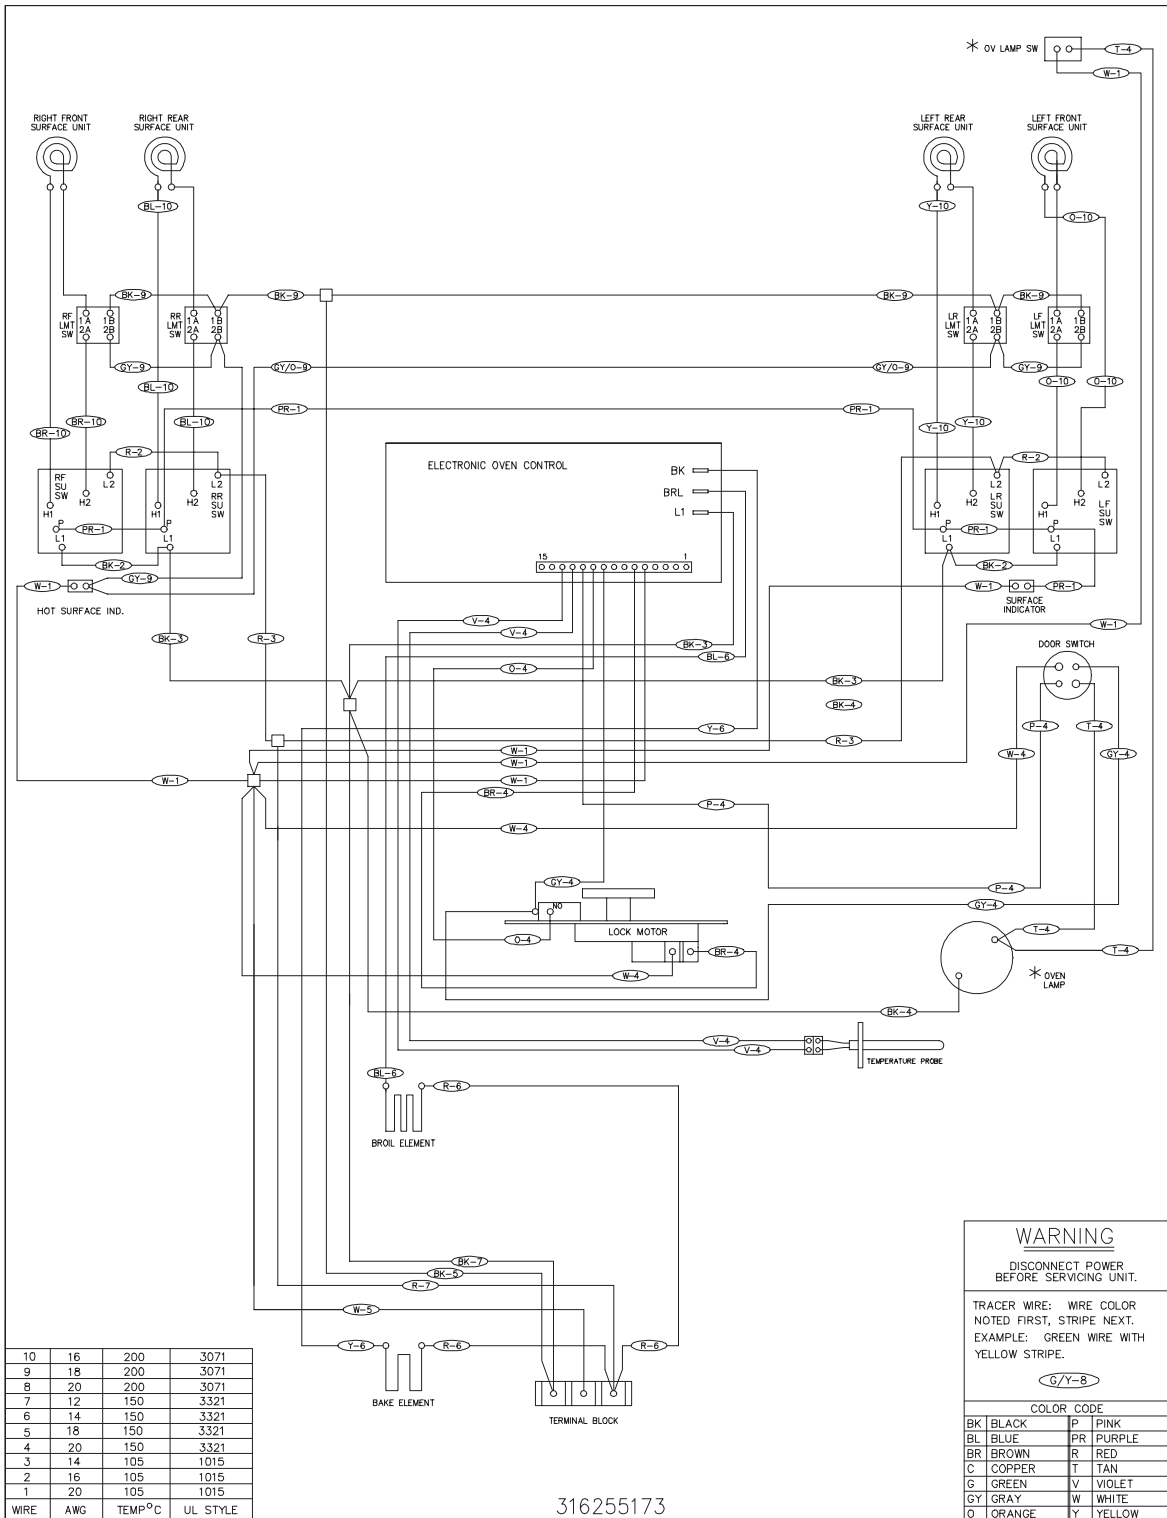 OV LAMP SW
T-4
W-1
RIGHT FRONT
SURFACE UNIT
RIGHT REAR
SURFACE UNIT
LEFT REAR
SURFACE UNIT
LEFT FRONT
SURFACE UNIT
BL-10
Y-10
O-10
BK-9
BK-9
BK-9
BK-9
RF
LMT
SW
1A 1B
2A 2B
RR
LMT
SW
1A 1B
2A 2B
LR
LMT
SW
1A 1B
2A 2B
LF
LMT
SW
1A 1B
2A 2B
GY-9
GY/O-9
GY/O-9
GY-9
BL-10
O-10
O-10
PR-1
PR-1
BR-10
BR-10
BL-10
Y-10
Y-10
R-2
R-2
ELECTRONIC OVEN CONTROL
BK
BRL
L1
15
1
RF
SU
SW
L2
H2
H1
P
L1
RR
SU
SW
L2
H2
H1
P
L1
LR
SU
SW
L2
H2
H1
P
L1
LF
SU
SW
L2
H2
H1
P
L1
PR-1
PR-1
BK-2
BK-2
W-1
GY-9
HOT SURFACE IND.
W-1
PR-1
SURFACE
INDICATOR
V-4
V-4
W-1
BK-3
R-3
BK-3
BL-6
DOOR SWITCH
O-4
BK-3
BK-4
Y-6
P-4
T-4
R-3
W-1
W-1
W-4
GY-4
W-1
W-1
BR-4
P-4
W-4
GY-4
P-4
NO
GY-4
LOCK MOTOR
O-4
T-4
BR-4
T-4
W-4
OVEN
LAMP
BK-4
V-4
V-4
TEMPERATURE PROBE
BL-6
R-6
BROIL ELEMENT
BK-7
BK-5
R-7
W-5
Y-6
R-6
R-6
BAKE ELEMENT
TERMINAL BLOCK
WARNING
DISCONNECT POWER
BEFORE SERVICING UNIT.
TRACER WIRE: WIRE COLOR
NOTED FIRST, STRIPE NEXT.
EXAMPLE: GREEN WIRE WITH
YELLOW STRIPE.
G/Y-8
COLOR CODE
BK BLACK P PINK
BL BLUE PR PURPLE
BR BROWN R RED
C COPPER T TAN
G GREEN V VIOLET
GY GRAY W WHITE
O ORANGE Y YELLOW
10 16 200 3071
9 18 200 3071
8 20 200 3071
7 12 150 3321
6 14 150 3321
5 18 150 3321
4 20 150 3321
3 14 105 1015
2 16 105 1015
1 20 105 1015
WIRE AWG TEMP°C UL STYLE
316255173